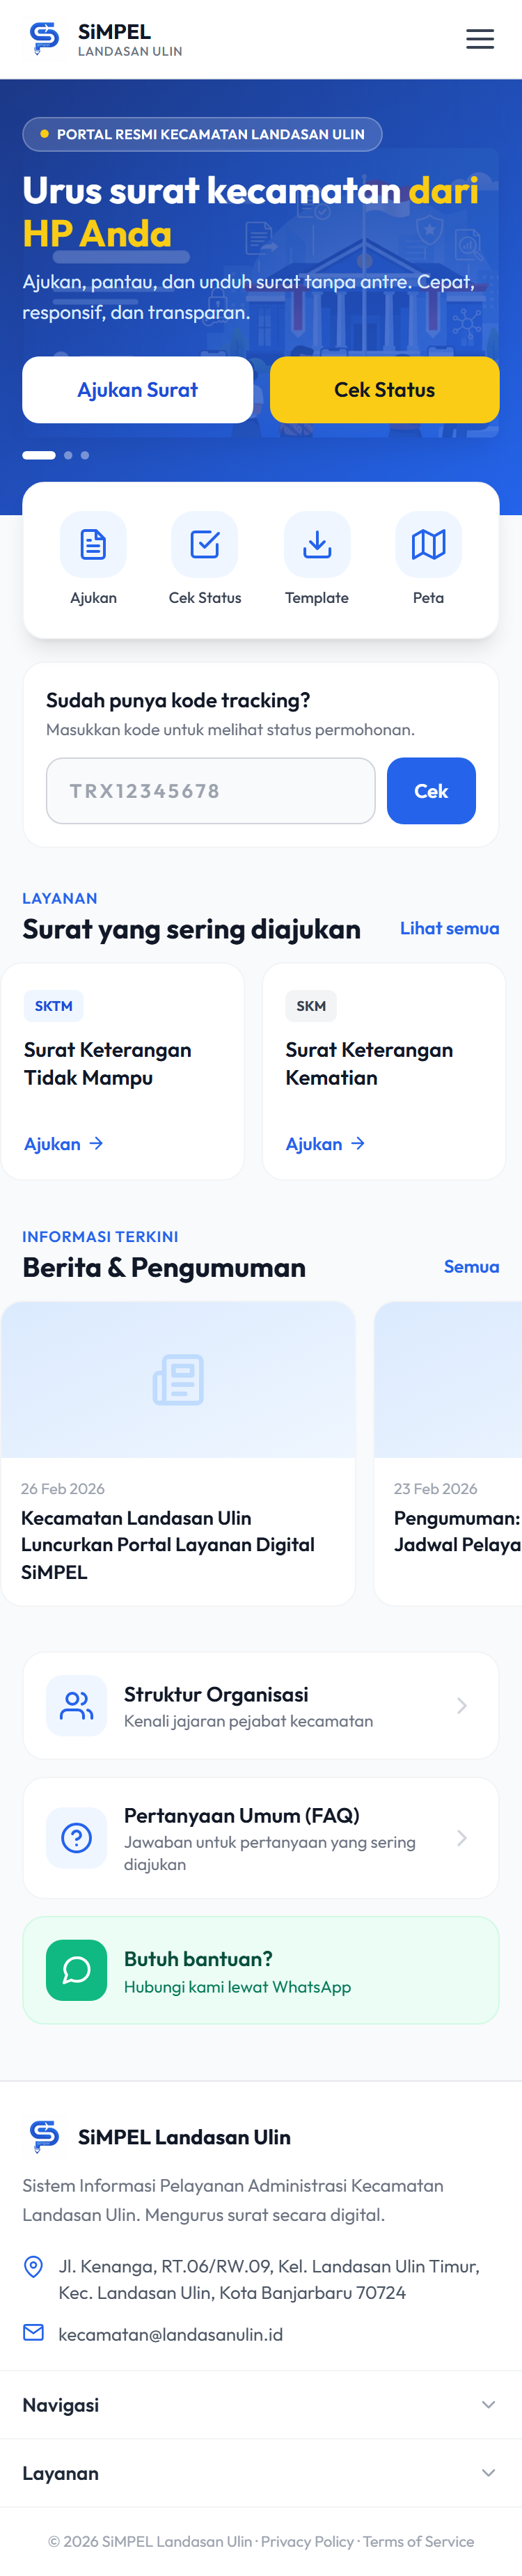 SiMPEL
LANDASAN ULIN
PORTAL RESMI KECAMATAN LANDASAN ULIN
Urus surat kecamatan dari
HP Anda
Ajukan, pantau, dan unduh surat tanpa antre. Cepat,
responsif, dan transparan.
Ajukan Surat
Cek Status
Ajukan
Cek Status
Template
Peta
Sudah punya kode tracking?
Masukkan kode untuk melihat status permohonan.
TRX12345678
Cek
LAYANAN
Surat yang sering diajukan
Lihat semua
SKTM
Surat Keterangan
Tidak Mampu
Ajukan →
SKM
Surat Keterangan
Kematian
Ajukan →
INFORMASI TERKINI
Berita & Pengumuman
Semua
26 Feb 2026
Kecamatan Landasan Ulin
Luncurkan Portal Layanan Digital
SiMPEL
23 Feb 2026
Pengumuman:
Jadwal Pelaya
Struktur Organisasi
Kenali jajaran pejabat kecamatan
Pertanyaan Umum (FAQ)
Jawaban untuk pertanyaan yang sering
diajukan
Butuh bantuan?
Hubungi kami lewat WhatsApp
SiMPEL Landasan Ulin
Sistem Informasi Pelayanan Administrasi Kecamatan
Landasan Ulin. Mengurus surat secara digital.
Jl. Kenanga, RT.06/RW.09, Kel. Landasan Ulin Timur,
Kec. Landasan Ulin, Kota Banjarbaru 70724
kecamatan@landasanulin.id
Navigasi
Layanan
© 2026 SiMPEL Landasan Ulin · Privacy Policy · Terms of Service